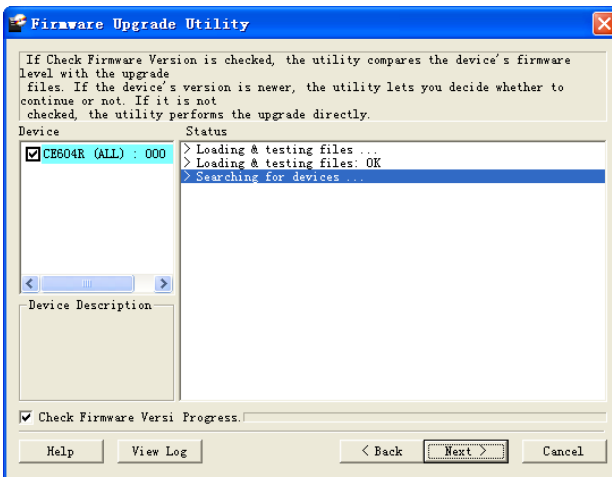 Firmware Upgrade Utility
If Check Firmware Version is checked, the utility compares the device's firmware
level with the upgrade
files. If the device's version is newer, the utility lets you decide whether to
continue or not. If it is not
checked, the utility performs the upgrade directly.
Device Status
CE604R (ALL) : 000
> Loading & testing files ...
> Loading & testing files: OK
> Searching for devices ...
Device Description
Check Firmware Versi Progress.
Help View Log < Back Next > Cancel